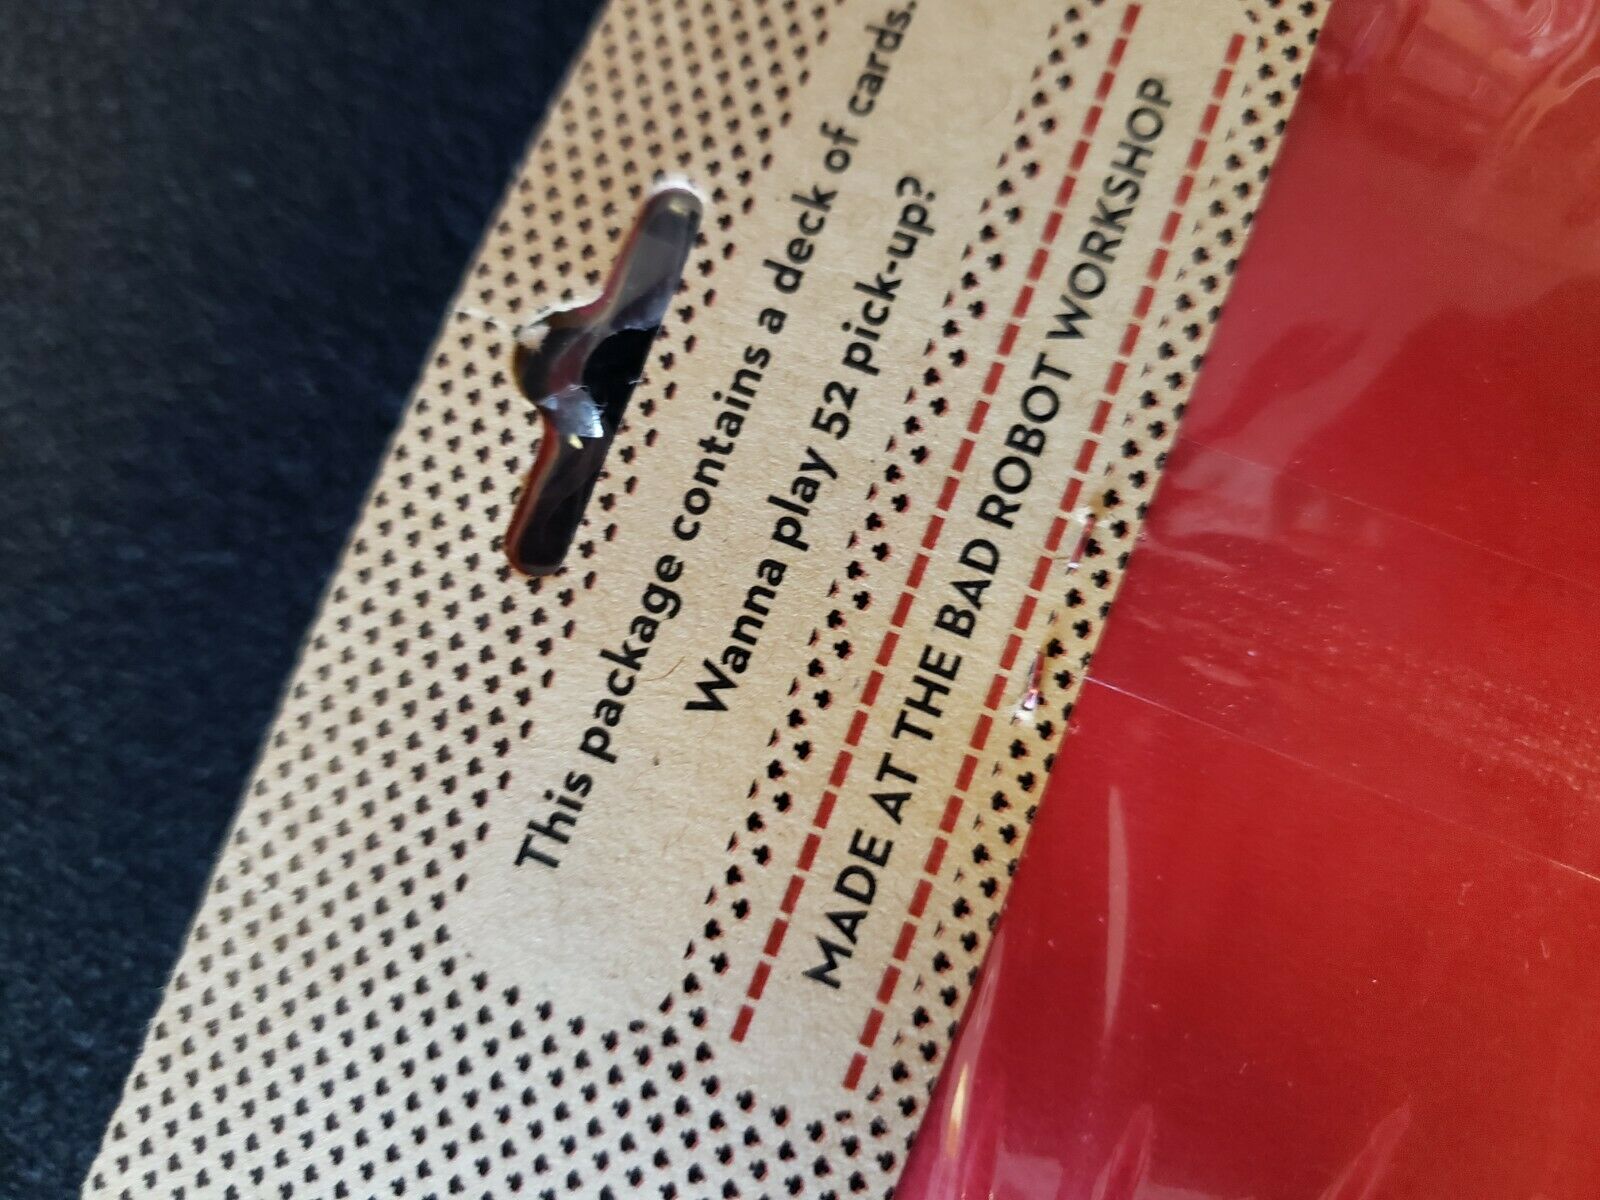 This package contains a deck of cards.
Wanna play 52 pick-up?
MADE AT THE BAD ROBOT WORKSHOP